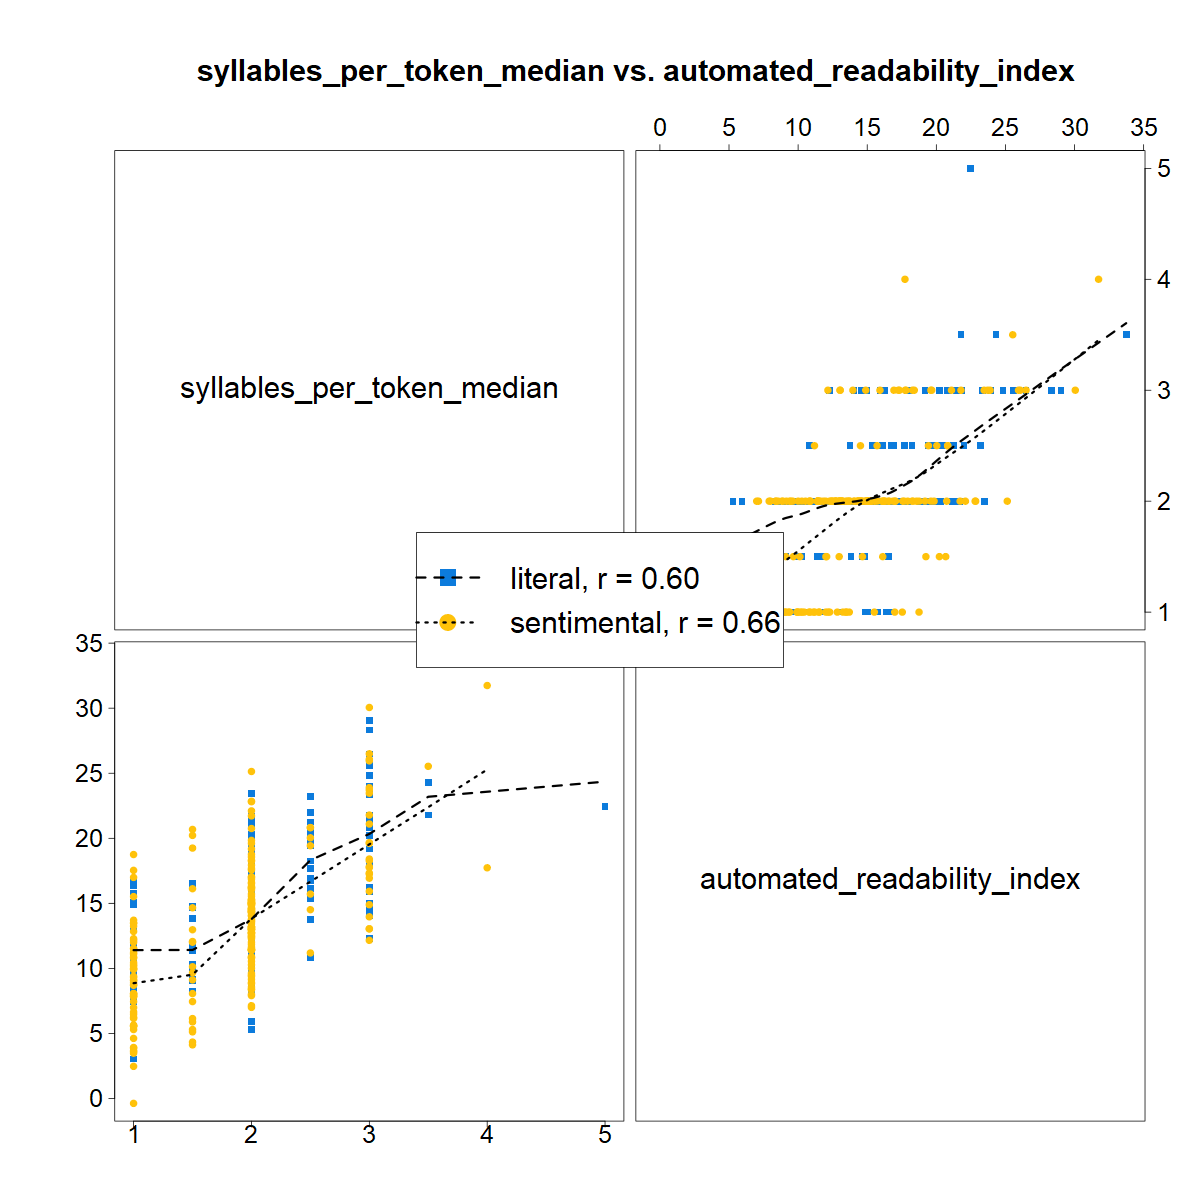 syllables_per_token_median vs. automated_readability_index
0 5 10 15 20 25 30 35
5
4
3
2
1
syllables_per_token_median
literal, r = 0.60
sentimental, r = 0.66
35
30
25
20
15
10
5
0
automated_readability_index
1 2 3 4 5